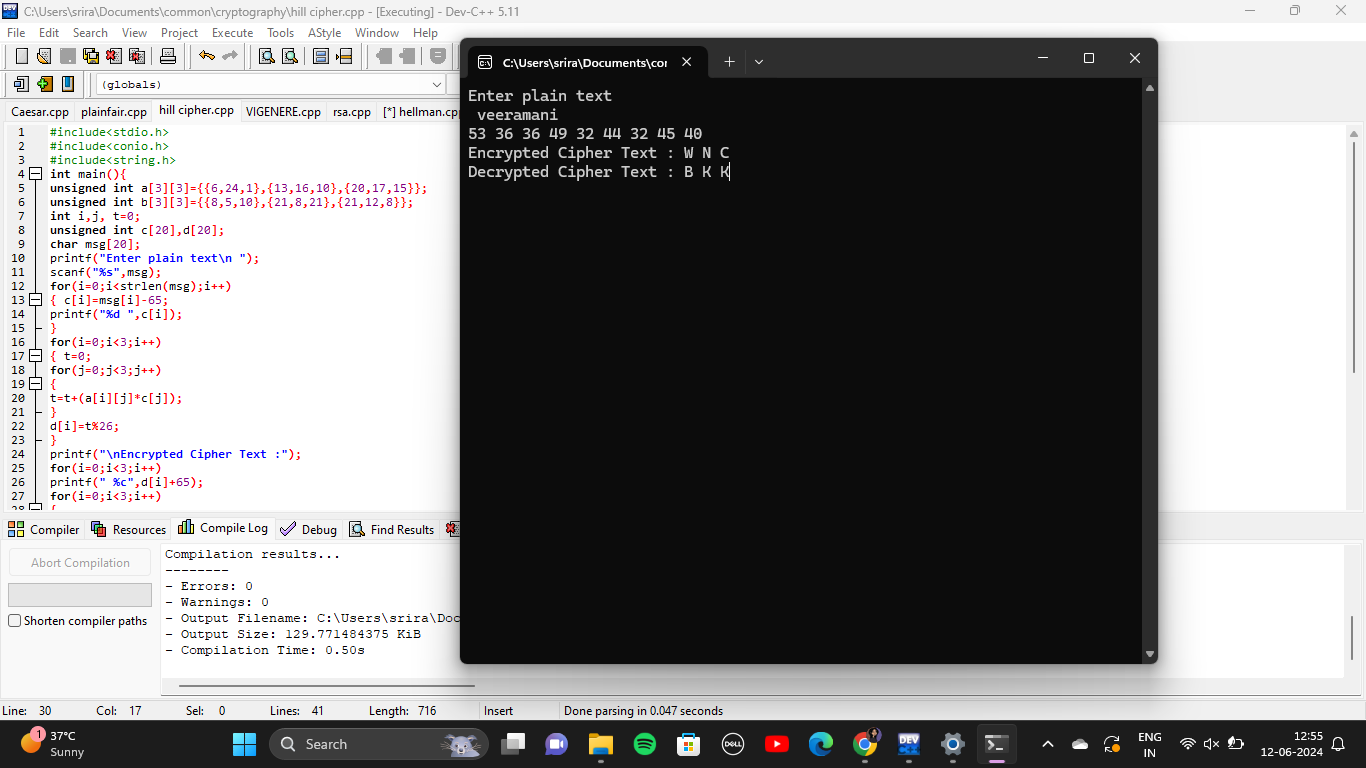 C:\Users\srira\Documents\common\cryptography\hill cipher.cpp - [Executing] - Dev-C++ 5.11
File Edit Search View Project Execute Tools AStyle Window Help
(globals)
Caesar.cpp plainfair.cpp hill cipher.cpp VIGENERE.cpp rsa.cpp [*] hellman.cpp
1 #include<stdio.h>
2 #include<conio.h>
3 #include<string.h>
4 int main(){
5 unsigned int a[3][3]={{6,24,1},{13,16,10},{20,17,15}};
6 unsigned int b[3][3]={{8,5,10},{21,8,21},{21,12,8}};
7 int i,j, t=0;
8 unsigned int c[20],d[20];
9 char msg[20];
10 printf("Enter plain text\n ");
11 scanf("%s",msg);
12 for(i=0;i<strlen(msg);i++)
13 { c[i]=msg[i]-65;
14 printf("%d ",c[i]);
15 }
16 for(i=0;i<3;i++)
17 { t=0;
18 for(j=0;j<3;j++)
19 {
20 t=t+(a[i][j]*c[j]);
21 }
22 d[i]=t%26;
23 }
24 printf("\nEncrypted Cipher Text :");
25 for(i=0;i<3;i++)
26 printf(" %c",d[i]+65);
27 for(i=0;i<3;i++)
28 {
C:\Users\srira\Documents\cor
Enter plain text
veeramani
53 36 36 49 32 44 32 45 40
Encrypted Cipher Text : W N C
Decrypted Cipher Text : B K K
Compiler Resources Compile Log Debug Find Results
Abort Compilation
Shorten compiler paths
Compilation results...
--------
- Errors: 0
- Warnings: 0
- Output Filename: C:\Users\srira\Doc
- Output Size: 129.771484375 KiB
- Compilation Time: 0.50s
Line: 30 Col: 17 Sel: 0 Lines: 41 Length: 716 Insert Done parsing in 0.047 seconds
1
37°C
Sunny
Search
DELL
DEV
ENG
IN
12:55
12-06-2024